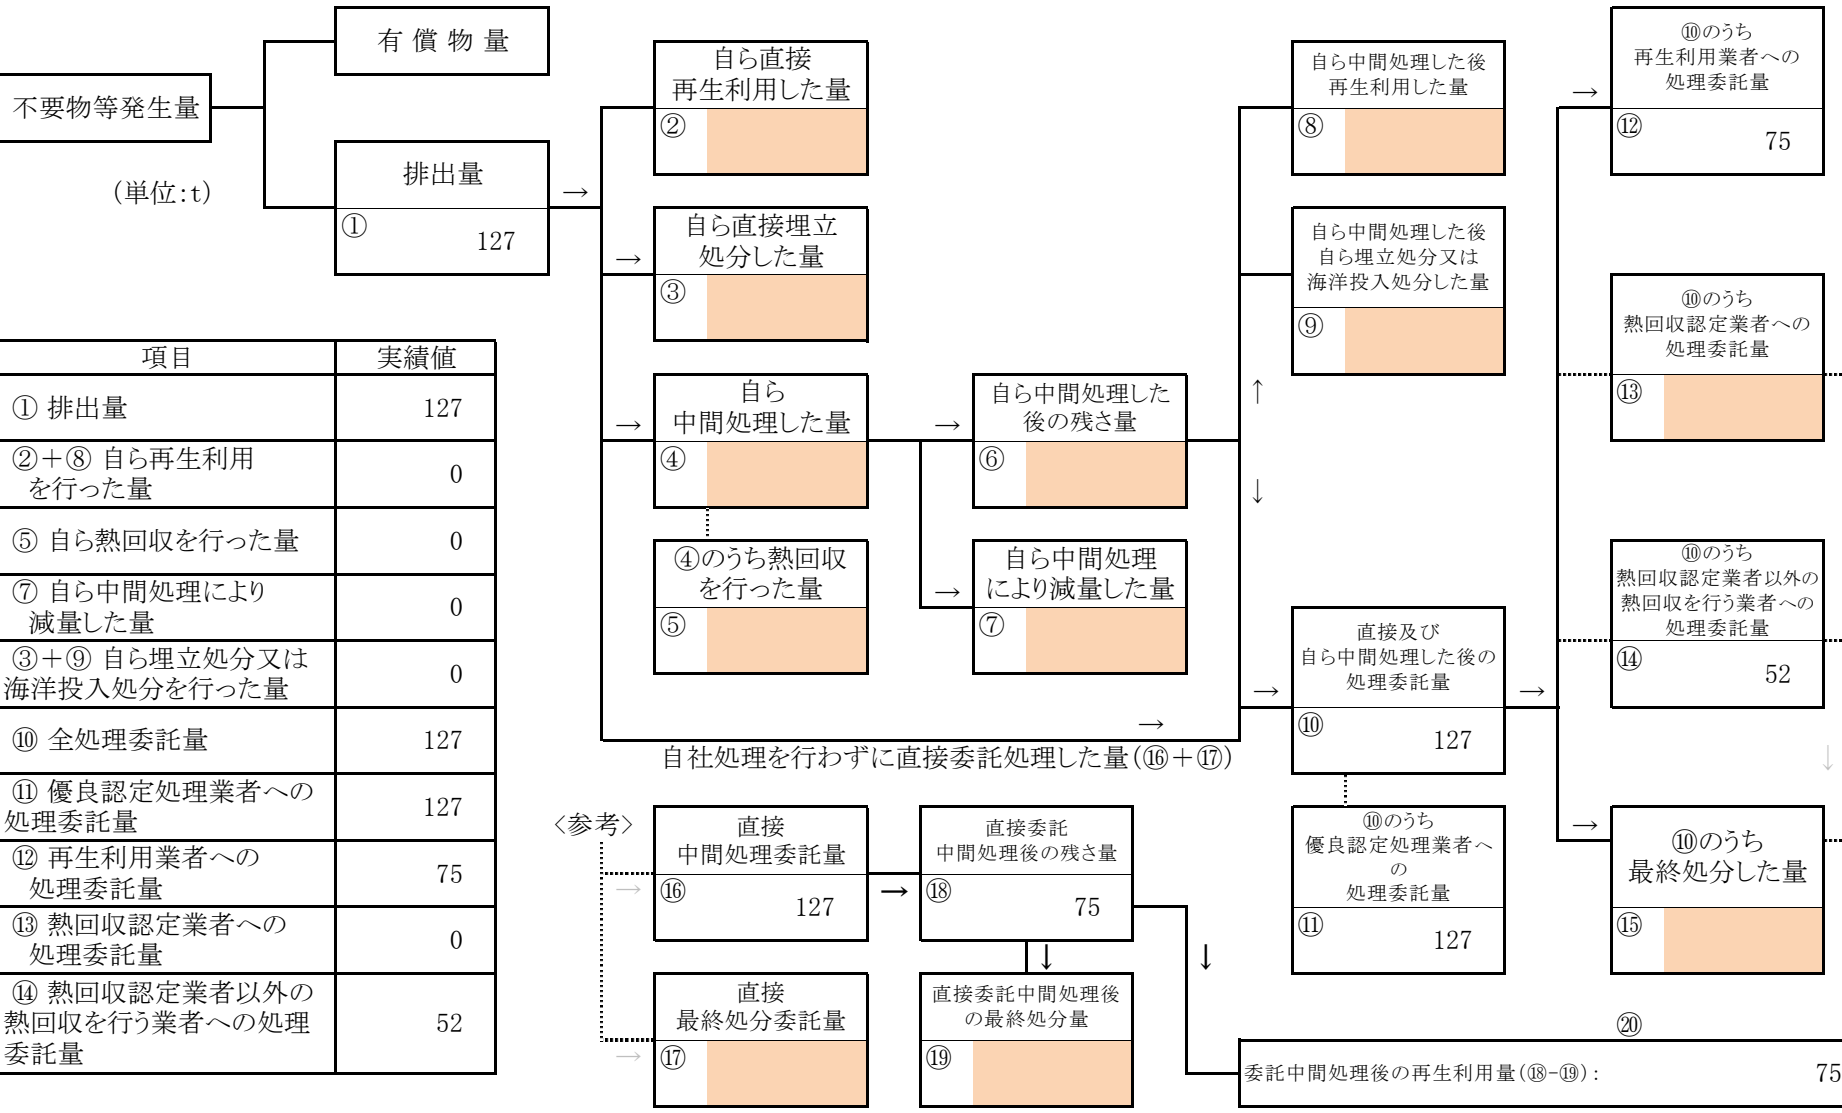 有 償 物 量
不要物等発生量
(単位:t)
排出量
→
①
127
自ら直接
再生利用した量
②
→
自ら直接埋立
処分した量
③
→
自ら
中間処理した量
④
④のうち熱回収
を行った量
⑤
→
自ら中間処理した
後の残さ量
⑥
→
自ら中間処理
により減量した量
⑦
自ら中間処理した後
再生利用した量
⑧
自ら中間処理した後
自ら埋立処分又は
海洋投入処分した量
⑨
↑
↓
→
直接及び
自ら中間処理した後の
処理委託量
⑩
127
⑩のうち
優良認定処理業者へ
の
処理委託量
⑪
127
→
→
⑩のうち
再生利用業者への
処理委託量
⑫
75
⑩のうち
熱回収認定業者への
処理委託量
⑬
⑩のうち
熱回収認定業者以外の
熱回収を行う業者への
処理委託量
⑭
52
↓
→
⑩のうち
最終処分した量
⑮
→
自社処理を行わずに直接委託処理した量(⑯+⑰)
<参考>
→
直接
中間処理委託量
⑯
127
→
直接委託
中間処理後の残さ量
⑱
75
↓
↓
→
直接
最終処分委託量
⑰
直接委託中間処理後
の最終処分量
⑲
⑳
委託中間処理後の再生利用量(⑱-⑲):
75
項目 実績値
① 排出量 127
②+⑧ 自ら再生利用
を行った量 0
⑤ 自ら熱回収を行った量 0
⑦ 自ら中間処理により
減量した量 0
③+⑨ 自ら埋立処分又は
海洋投入処分を行った量 0
⑩ 全処理委託量 127
⑪ 優良認定処理業者への
処理委託量 127
⑫ 再生利用業者への
処理委託量 75
⑬ 熱回収認定業者への
処理委託量 0
⑭ 熱回収認定業者以外の
熱回収を行う業者への処理 52
委託量